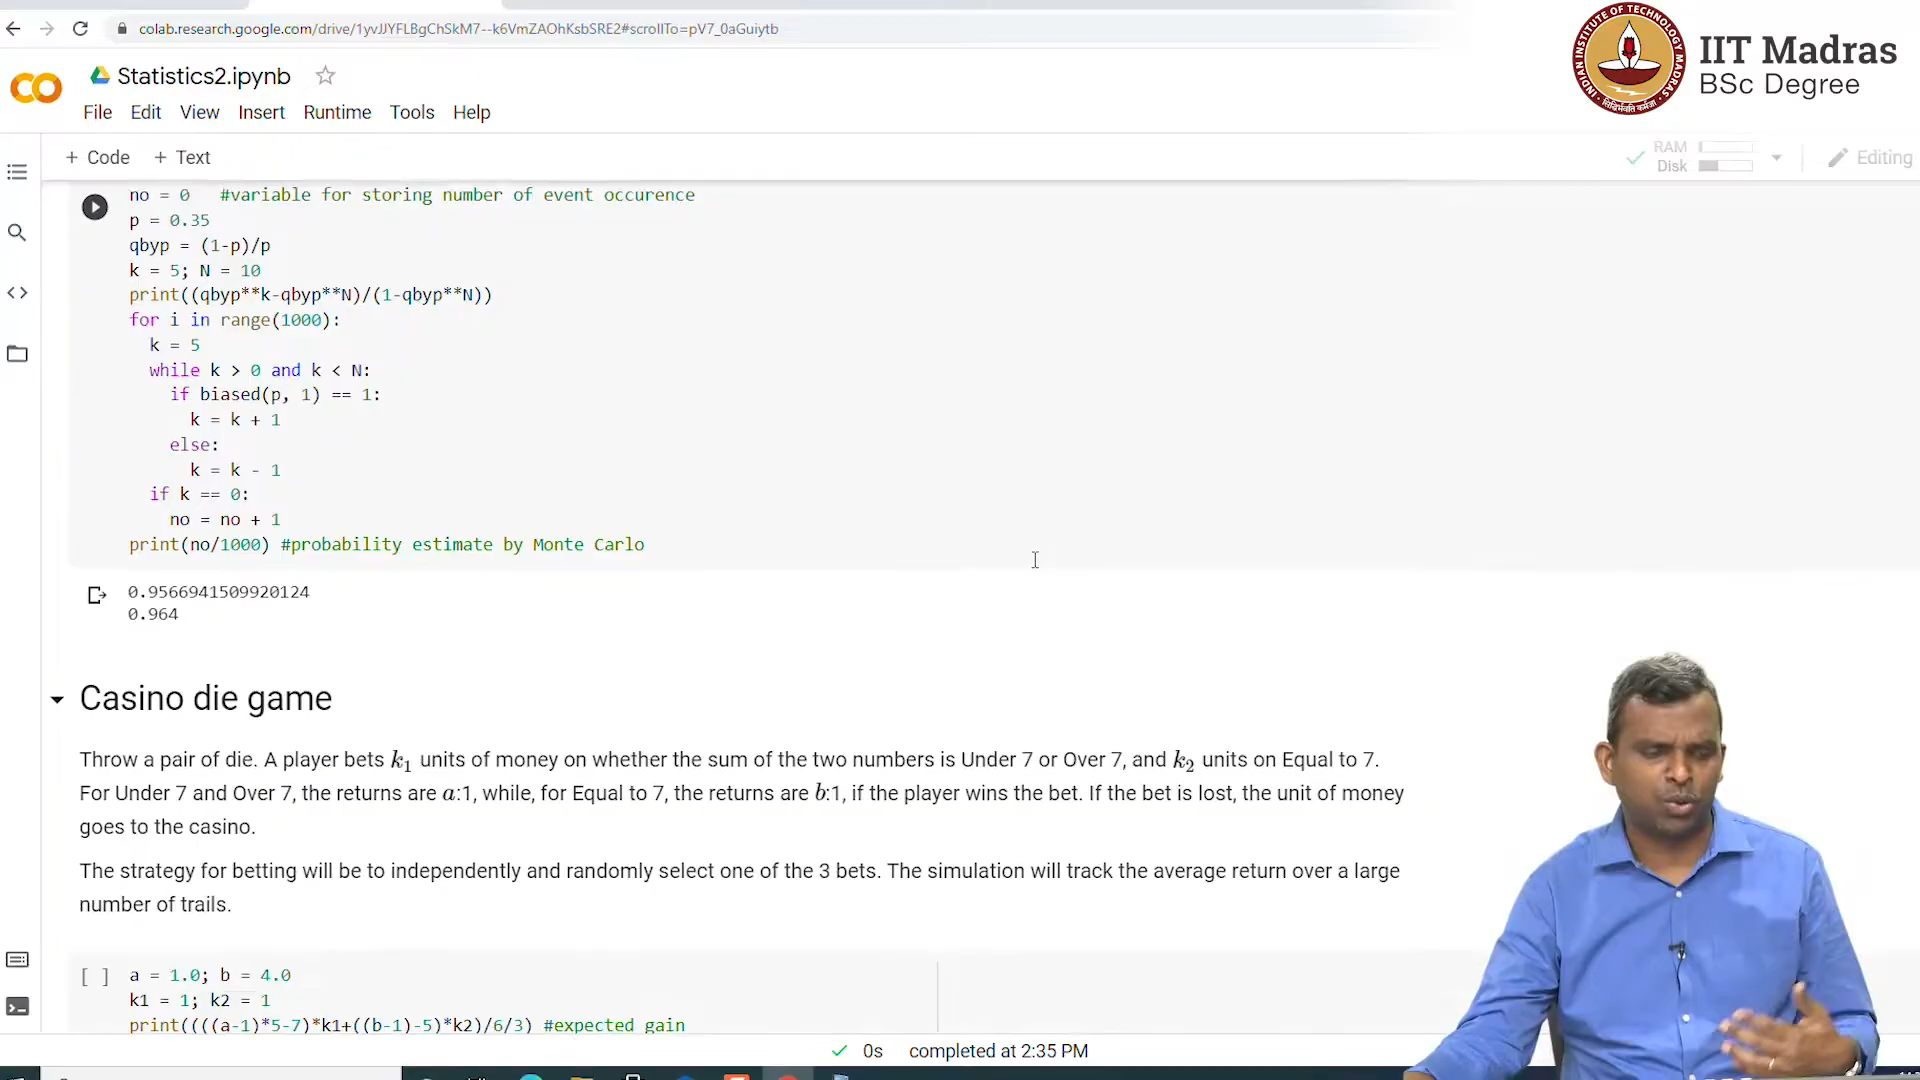 colab.research.google.com/drive/1yvJJYFLBgChSkM7--k6VmZAOhKsbSRE2#scrollTo=pV7_0aGuiytb
IIT Madras
BSc Degree
Statistics2.ipynb
File Edit View Insert Runtime Tools Help
+ Code + Text
RAM
Disk
Editing
no = 0 #variable for storing number of event occurence
p = 0.35
qbyp = (1-p)/p
k = 5; N = 10
print((qbyp**k-qbyp**N)/(1-qbyp**N))
for i in range(1000):
k = 5
while k > 0 and k < N:
if biased(p, 1) == 1:
k = k + 1
else:
k = k - 1
if k == 0:
no = no + 1
print(no/1000) #probability estimate by Monte Carlo
0.9566941509920124
0.964
Casino die game
Throw a pair of die. A player bets k1 units of money on whether the sum of the two numbers is Under 7 or Over 7, and k2 units on Equal to 7.
For Under 7 and Over 7, the returns are a:1, while, for Equal to 7, the returns are b:1, if the player wins the bet. If the bet is lost, the unit of money
goes to the casino.
The strategy for betting will be to independently and randomly select one of the 3 bets. The simulation will track the average return over a large
number of trails.
[ ] a = 1.0; b = 4.0
k1 = 1; k2 = 1
print((((a-1)*5-7)*k1+((b-1)-5)*k2)/6/3) #expected gain
0s completed at 2:35 PM